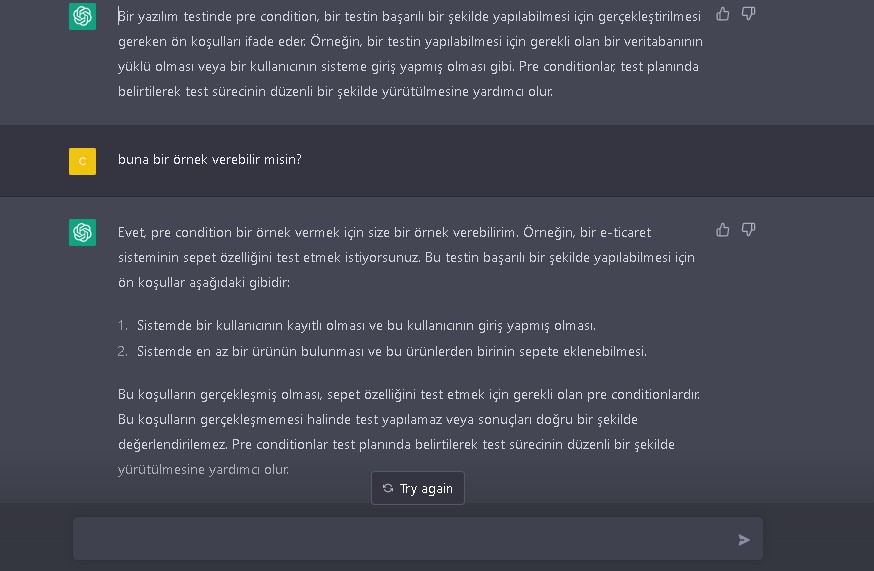 Bir yazılım testinde pre condition, bir testin başarılı bir şekilde yapılabilmesi için gerçekleştirilmesi
gereken ön koşulları ifade eder. Örneğin, bir testin yapılabilmesi için gerekli olan bir veritabanının
yüklü olması veya bir kullanıcının sisteme giriş yapmış olması gibi. Pre conditionlar, test planında
belirtilerek test sürecinin düzenli bir şekilde yürütülmesine yardımcı olur.
C
buna bir örnek verebilir misin?
Evet, pre condition bir örnek vermek için size bir örnek verebilirim. Örneğin, bir e-ticaret
sisteminin sepet özelliğini test etmek istiyorsunuz. Bu testin başarılı bir şekilde yapılabilmesi için
ön koşullar aşağıdaki gibidir:
1. Sistemde bir kullanıcının kayıtlı olması ve bu kullanıcının giriş yapmış olması.
2. Sistemde en az bir ürünün bulunması ve bu ürünlerden birinin sepete eklenebilmesi.
Bu koşulların gerçekleşmiş olması, sepet özelliğini test etmek için gerekli olan pre conditionlardır.
Bu koşulların gerçekleşmemesi halinde test yapılamaz veya sonuçları doğru bir şekilde
değerlendirilemez. Pre conditionlar test planında belirtilerek test sürecinin düzenli bir şekilde
yürütülmesine yardımcı olur.
Try again